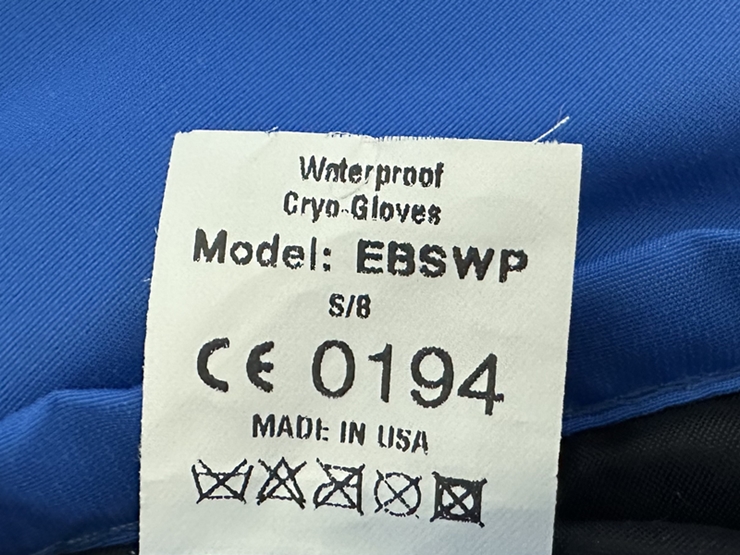 Waterproof
Cryo-Gloves
Model: EBSWP
S/8
CE 0194
MADE IN USA